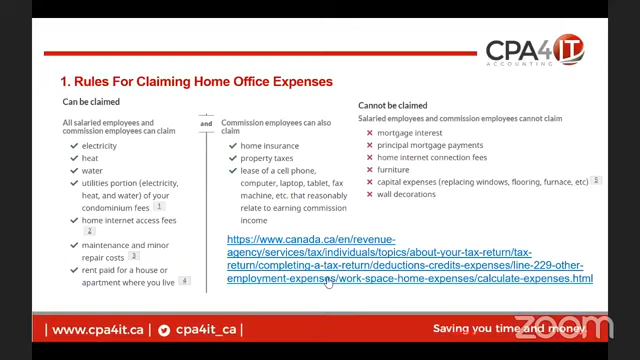 CPA4IT
ACCOUNTING
1. Rules For Claiming Home Office Expenses
Can be claimed
All salaried employees and
commission employees can claim
electricity
heat
water
utilities portion (electricity,
heat, and water) of your
condominium fees 1
home internet access fees
2
maintenance and minor
repair costs 3
rent paid for a house or
apartment where you live 4
and
Commission employees can also
claim
home insurance
property taxes
lease of a cell phone,
computer, laptop, tablet, fax
machine, etc. that reasonably
relate to earning commission
income
Cannot be claimed
Salaried employees and commission employees cannot claim
mortgage interest
principal mortgage payments
home internet connection fees
furniture
capital expenses (replacing windows, flooring, furnace, etc) 5
wall decorations
https://www.canada.ca/en/revenue-
agency/services/tax/individuals/topics/about-your-tax-return/tax-
return/completing-a-tax-return/deductions-credits-expenses/line-229-other-
employment-expenses/work-space-home-expenses/calculate-expenses.html
| www.cpa4it.ca | cpa4it_ca |
Saving you time and money.
zoom